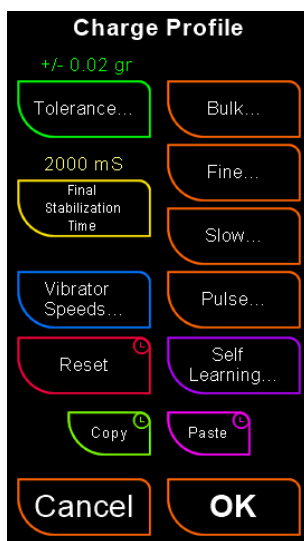 Charge Profile
+/- 0.02 gr
Tolerance...
Bulk...
2000 mS
Fine...
Final
Stabilization
Time
Slow...
Vibrator
Speeds...
Pulse...
Reset
Self
Learning...
Copy
Paste
Cancel
OK